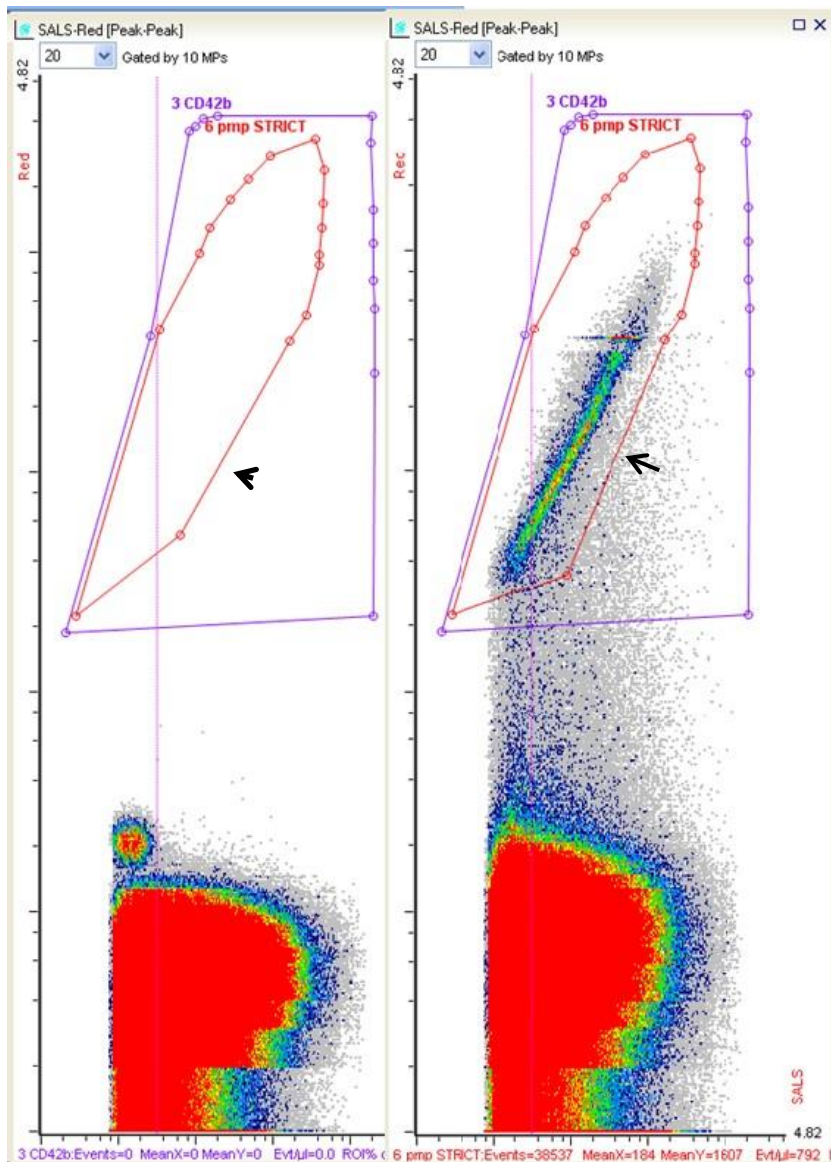 SALS-Red [Peak-Peak]
20 Gated by 10 MPs
4.82
Red
3 CD42b
6 pmp STRICT
3 CD42b:Events=0 MeanX=0 MeanY=0 Evt/µl=0.0 ROI%
SALS-Red [Peak-Peak]
20 Gated by 10 MPs
4.82
Rec
3 CD42b
6 pmp STRICT
SALS
4.82
6 pmp STRICT:Events=38537 MeanX=184 MeanY=1607 Evt/µl=792